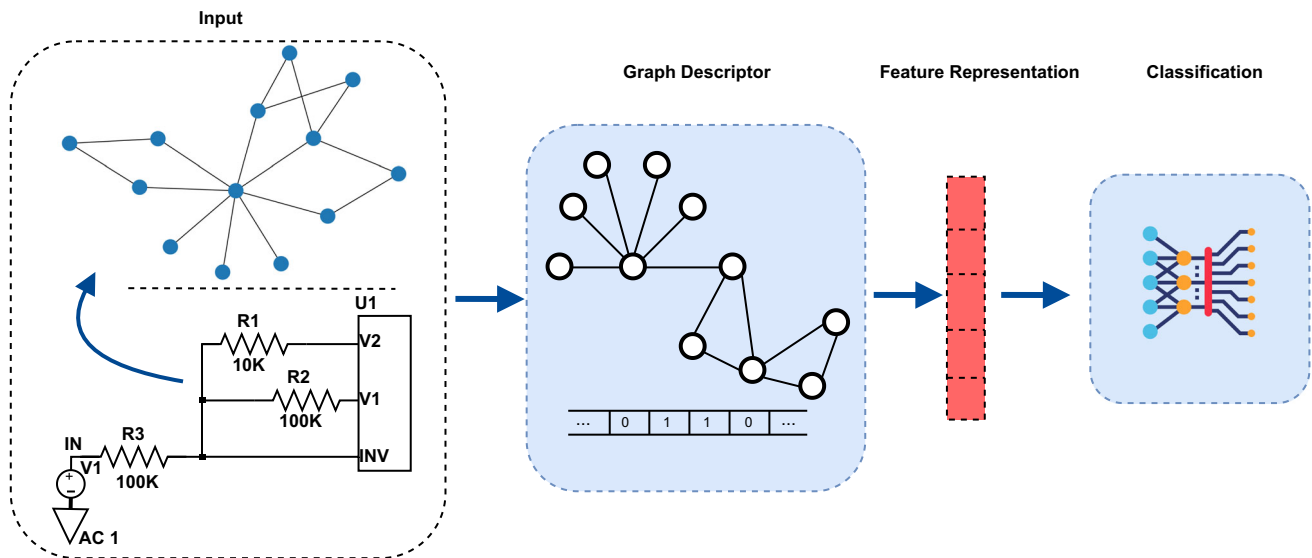 Input
Graph Descriptor
Feature Representation
Classification
U1
R1
V2
10K
R2
V1
100K
IN
R3
V1
INV
100K
AC 1
... 0 1 1 0 ...